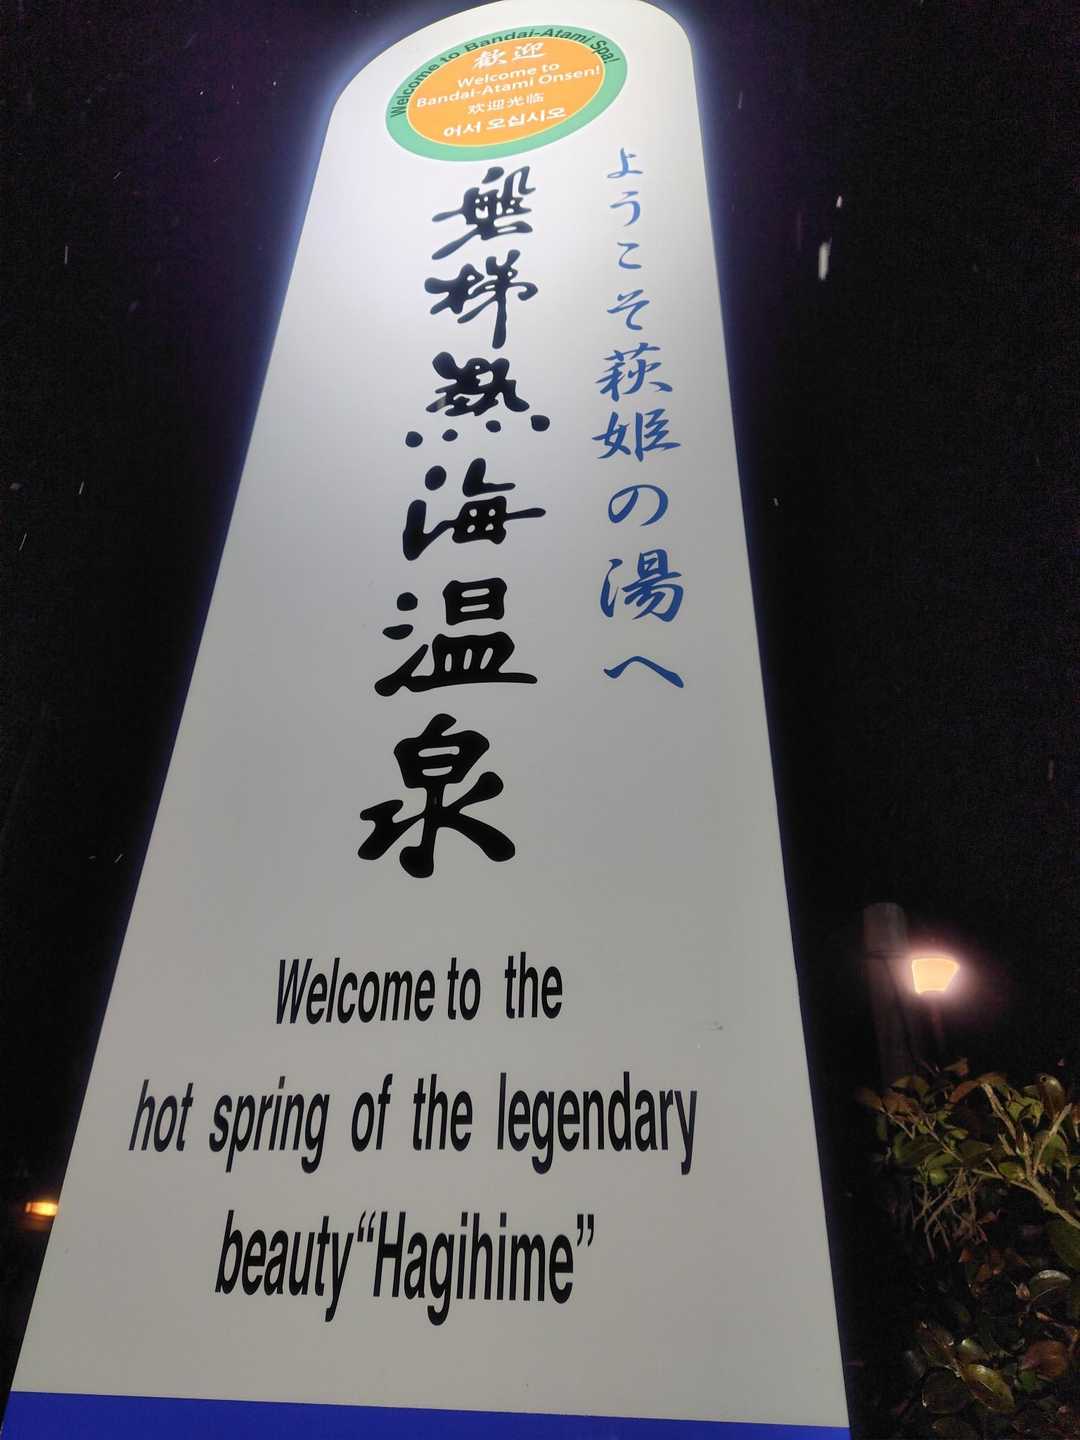 Welcome to Bandai-Atami Spa!
歓迎
Welcome to
Bandai-Atami Onsen!
欢迎光临
어서 오십시오
ようこそ萩姫の湯へ
磐梯熱海温泉
Welcome to the
hot spring of the legendary
beauty“Hagihime”